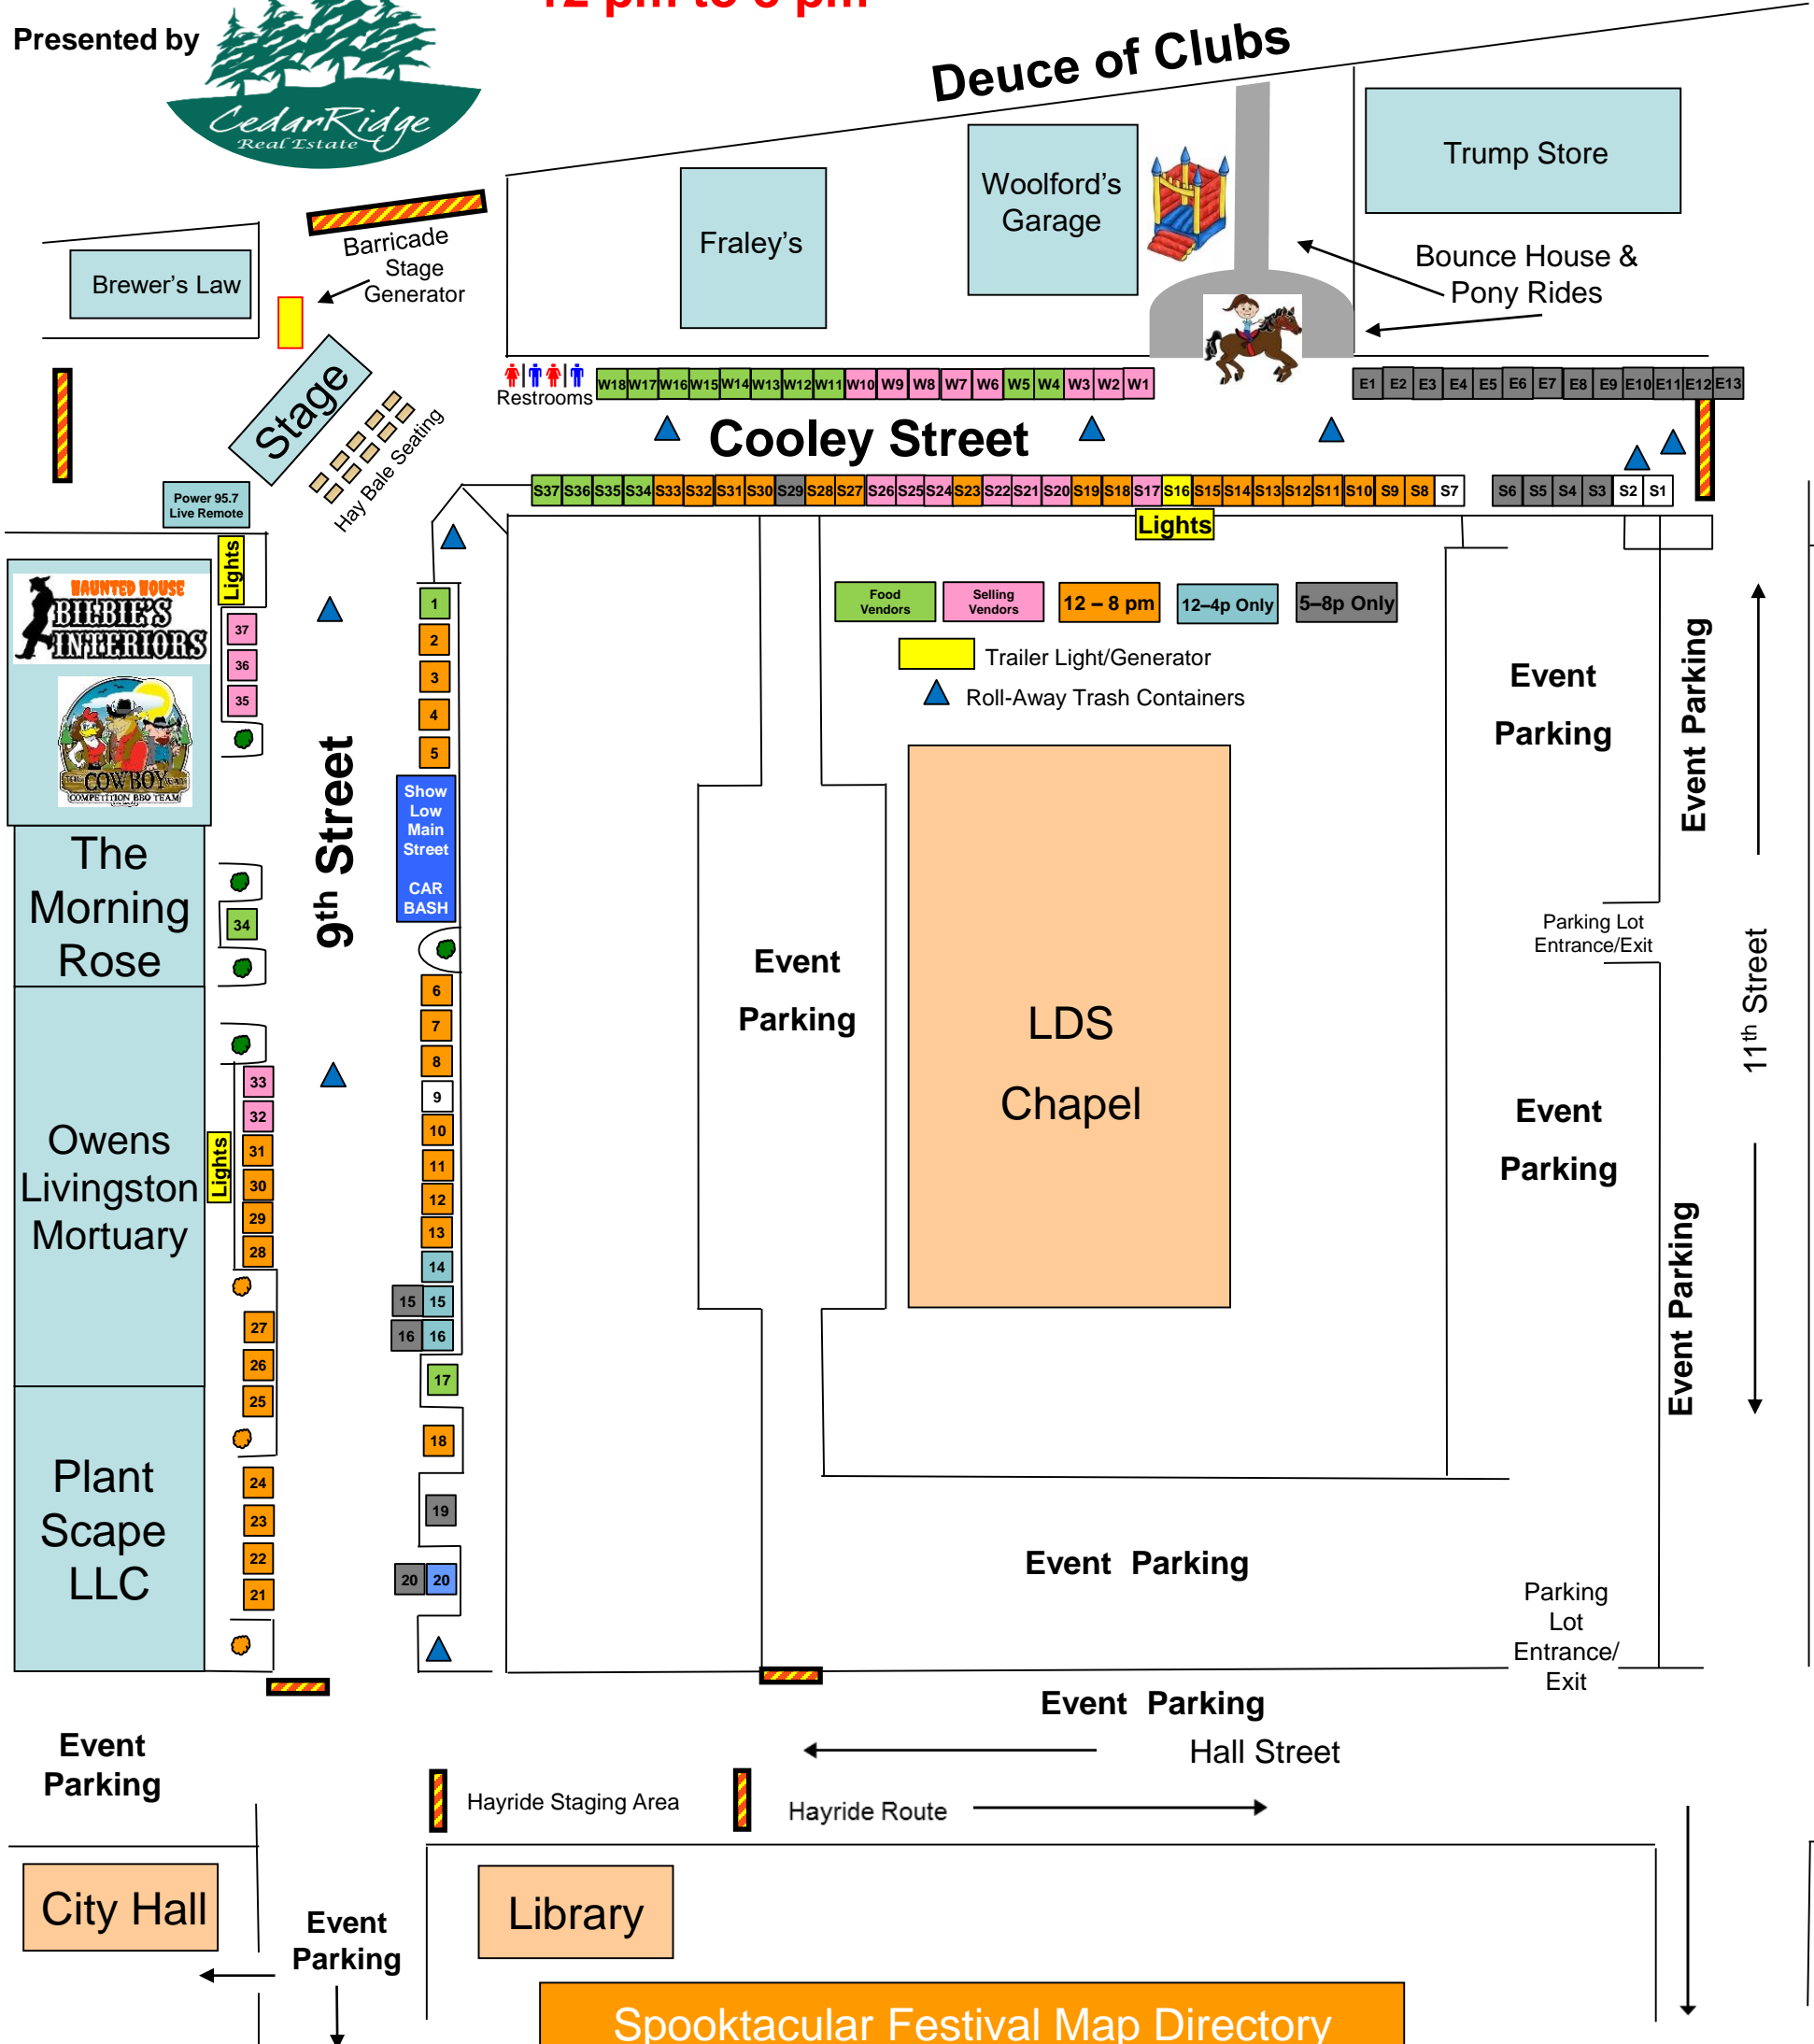 12 pm to 8 pm
Presented by
CedarRidge
Real Estate
Deuce of Clubs
Trump Store
Woolford's
Garage
Fraley's
Bounce House &
Pony Rides
Barricade
Stage
Generator
Brewer's Law
Stage
Hay Bale Seating
Restrooms
W18 W17 W16 W15 W14 W13 W12 W11 W10 W9 W8 W7 W6 W5 W4 W3 W2 W1
E1 E2 E3 E4 E5 E6 E7 E8 E9 E10 E11 E12 E13
Cooley Street
S37 S36 S35 S34 S33 S32 S31 S30 S29 S28 S27 S26 S25 S24 S23 S22 S21 S20 S19 S18 S17 S16 S15 S14 S13 S12 S11 S10 S9 S8 S7
S6 S5 S4 S3 S2 S1
Lights
Power 95.7
Live Remote
Lights
HAUNTED HOUSE
BILBIE'S
INTERIORS
COWBOY
COMPETITION BBQ TEAM
37
36
35
34
33
32
31
30
29
28
27
26
25
24
23
22
21
Lights
The
Morning
Rose
Owens
Livingston
Mortuary
Plant
Scape
LLC
9th Street
1
2
3
4
5
Show
Low
Main
Street
CAR
BASH
6
7
8
9
10
11
12
13
14
15 15
16 16
17
18
19
20 20
Food
Vendors
Selling
Vendors
12 – 8 pm
12–4p Only
5–8p Only
Trailer Light/Generator
Roll-Away Trash Containers
Event
Parking
LDS
Chapel
Event
Parking
Event Parking
Parking Lot
Entrance/Exit
11th Street
Event
Parking
Event Parking
Event Parking
Parking
Lot
Entrance/
Exit
Event Parking
Hall Street
Event
Parking
Hayride Staging Area
Hayride Route
City Hall
Event
Parking
Library
Spooktacular Festival Map Directory